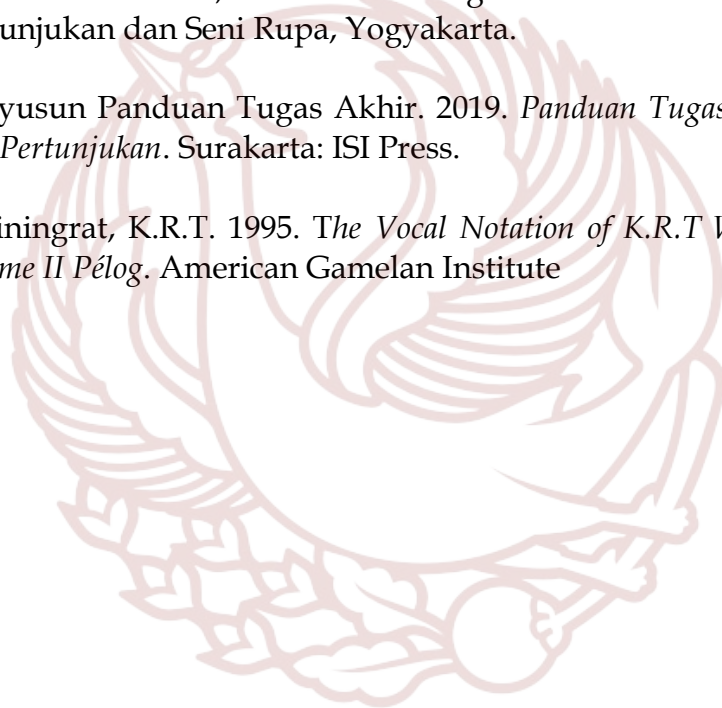 unjukan dan Seni Rupa, Yogyakarta.
yusun Panduan Tugas Akhir. 2019. Panduan Tugas
Pertunjukan. Surakarta: ISI Press.
iningrat, K.R.T. 1995. The Vocal Notation of K.R.T
me II Pélog. American Gamelan Institute